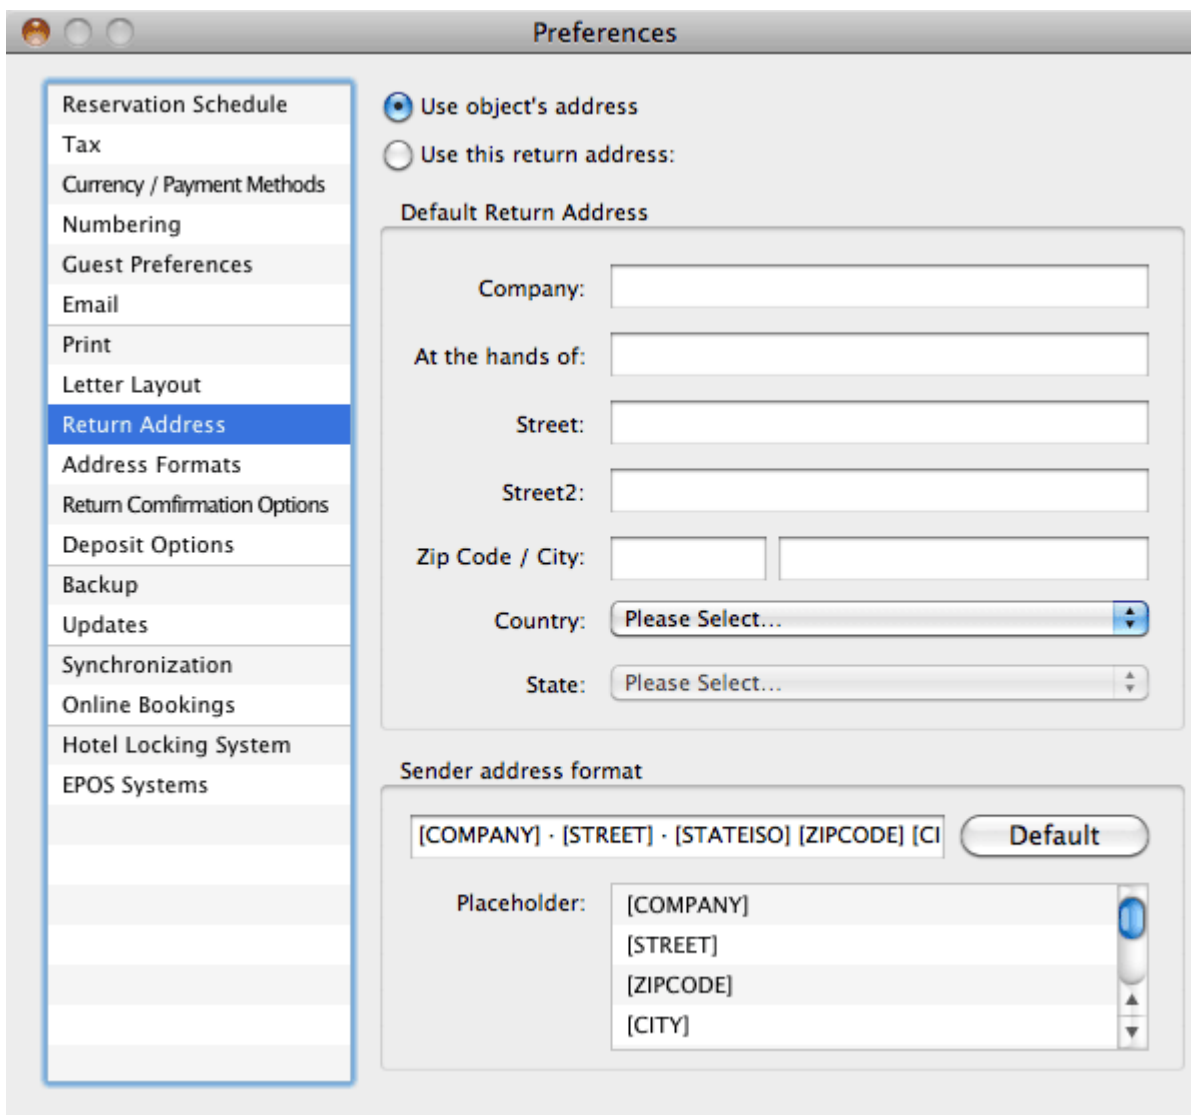 Preferences
Reservation Schedule
Tax
Currency / Payment Methods
Numbering
Guest Preferences
Email
Print
Letter Layout
Return Address
Address Formats
Return Comfirmation Options
Deposit Options
Backup
Updates
Synchronization
Online Bookings
Hotel Locking System
EPOS Systems
Use object's address
Use this return address:
Default Return Address
Company:
At the hands of:
Street:
Street2:
Zip Code / City:
Country: Please Select...
State: Please Select...
Sender address format
[COMPANY] · [STREET] · [STATEISO] [ZIPCODE] [CI Default
Placeholder: [COMPANY]
[STREET]
[ZIPCODE]
[CITY]